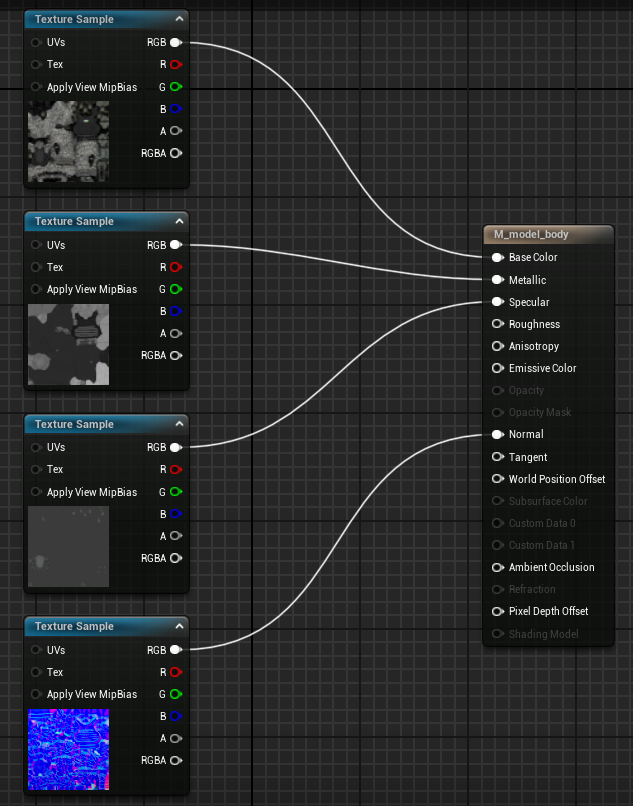 Texture Sample
UVs RGB
Tex R
Apply View MipBias G
B
A
RGBA
Texture Sample
UVs RGB
Tex R
Apply View MipBias G
B
A
RGBA
Texture Sample
UVs RGB
Tex R
Apply View MipBias G
B
A
RGBA
Texture Sample
UVs RGB
Tex R
Apply View MipBias G
B
A
RGBA
M_model_body
Base Color
Metallic
Specular
Roughness
Anisotropy
Emissive Color
Opacity
Opacity Mask
Normal
Tangent
World Position Offset
Subsurface Color
Custom Data 0
Custom Data 1
Ambient Occlusion
Refraction
Pixel Depth Offset
Shading Model